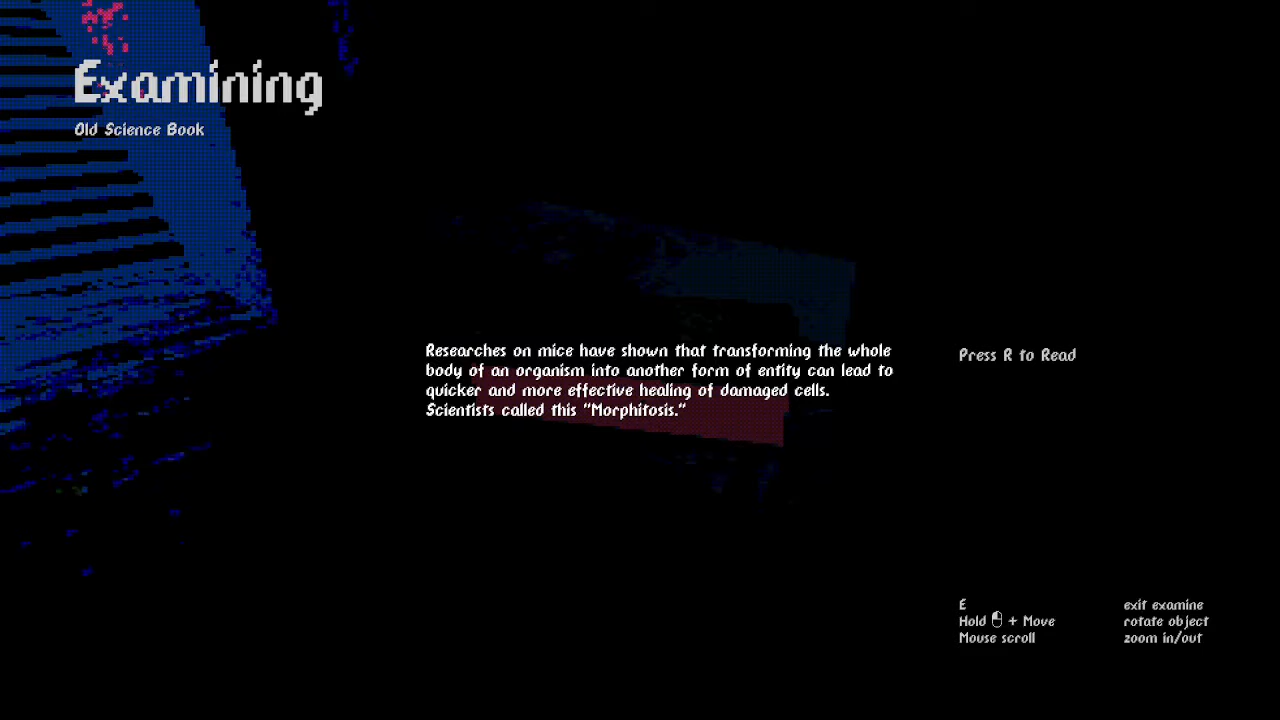 Examining
Old Science Book
Researches on mice have shown that transforming the whole
body of an organism into another form of entity can lead to
quicker and more effective healing of damaged cells.
Scientists called this "Morphitosis."
Press R to Read
E exit examine
Hold + Move rotate object
Mouse scroll zoom in/out